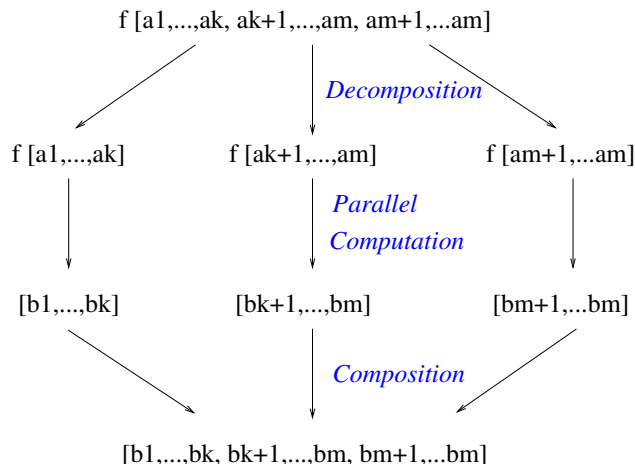 f [a1,...,ak, ak+1,...,am, am+1,...am]
Decomposition
f [a1,...,ak]
f [ak+1,...,am]
f [am+1,...am]
Parallel
Computation
[b1,...,bk]
[bk+1,...,bm]
[bm+1,...bm]
Composition
[b1,...,bk, bk+1,...,bm, bm+1,...bm]